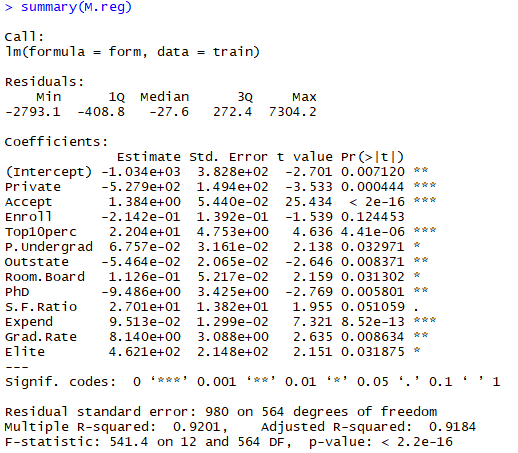 > summary(M.reg)
Call:
lm(formula = form, data = train)
Residuals:
    Min      1Q  Median      3Q     Max
-2793.1  -408.8   -27.6   272.4  7304.2
Coefficients:
              Estimate Std. Error t value Pr(>|t|)
(Intercept) -1.034e+03  3.828e+02  -2.701 0.007120 **
Private     -5.279e+02  1.494e+02  -3.533 0.000444 ***
Accept       1.384e+00  5.440e-02  25.434  < 2e-16 ***
Enroll      -2.142e-01  1.392e-01  -1.539 0.124453
Top10perc    2.204e+01  4.753e+00   4.636 4.41e-06 ***
P.Undergrad  6.757e-02  3.161e-02   2.138 0.032971 *
Outstate    -5.464e-02  2.065e-02  -2.646 0.008371 **
Room.Board   1.126e-01  5.217e-02   2.159 0.031302 *
PhD         -9.486e+00  3.425e+00  -2.769 0.005801 **
S.F.Ratio    2.701e+01  1.382e+01   1.955 0.051059 .
Expend       9.513e-02  1.299e-02   7.321 8.52e-13 ***
Grad.Rate    8.140e+00  3.088e+00   2.635 0.008634 **
Elite        4.621e+02  2.148e+02   2.151 0.031875 *
---
Signif. codes:  0 ‘***’ 0.001 ‘**’ 0.01 ‘*’ 0.05 ‘.’ 0.1 ‘ ’ 1
Residual standard error: 980 on 564 degrees of freedom
Multiple R-squared:  0.9201,    Adjusted R-squared:  0.9184
F-statistic: 541.4 on 12 and 564 DF,  p-value: < 2.2e-16